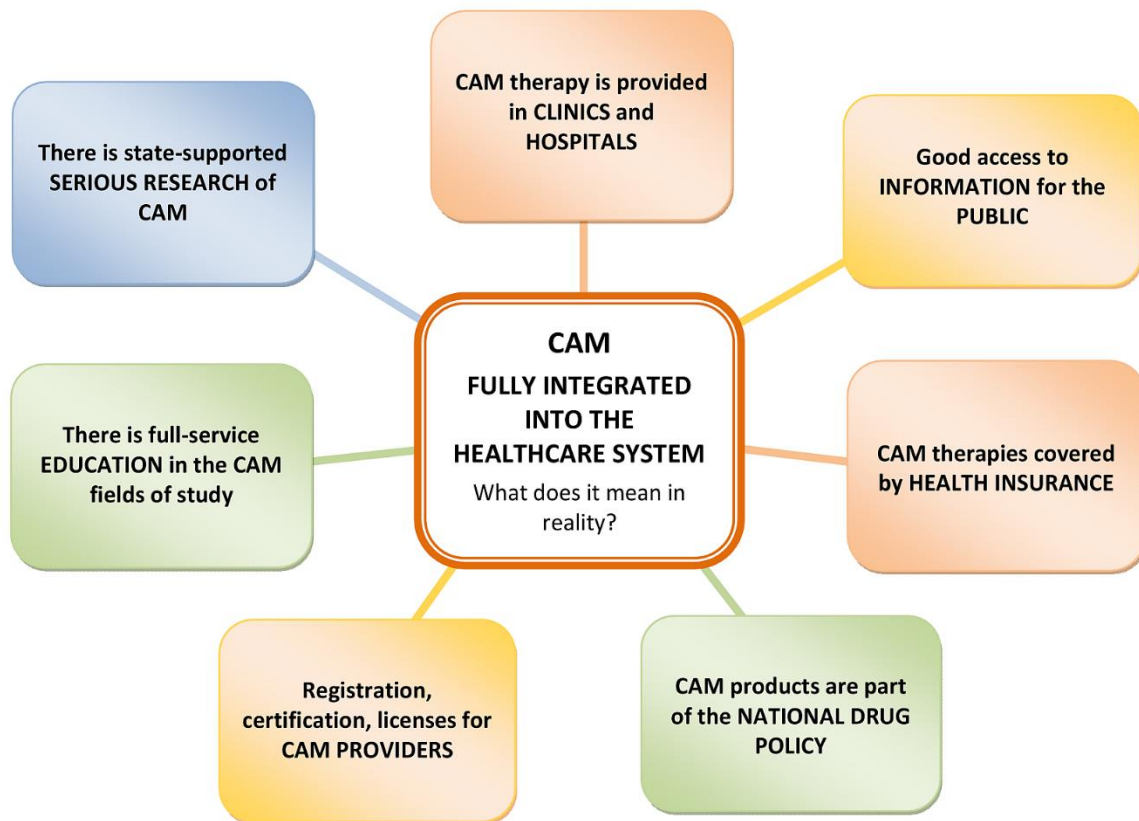 CAM therapy is provided
in CLINICS and
HOSPITALS
There is state-supported
SERIOUS RESEARCH of
CAM
Good access to
INFORMATION for the
PUBLIC
CAM
FULLY INTEGRATED
INTO THE
HEALTHCARE SYSTEM
What does it mean in
reality?
There is full-service
EDUCATION in the CAM
fields of study
CAM therapies covered
by HEALTH INSURANCE
Registration,
certification, licenses for
CAM PROVIDERS
CAM products are part
of the NATIONAL DRUG
POLICY